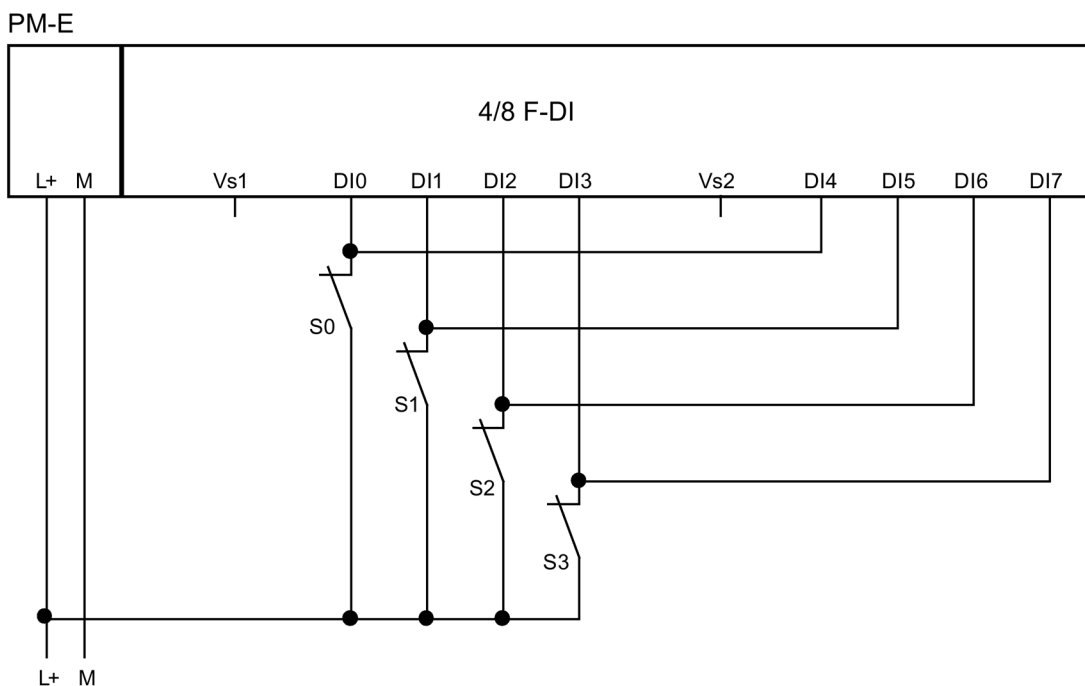 PM-E
4/8 F-DI
L+ M Vs1 DI0 DI1 DI2 DI3 Vs2 DI4 DI5 DI6 DI7
S0
S1
S2
S3
L+ M